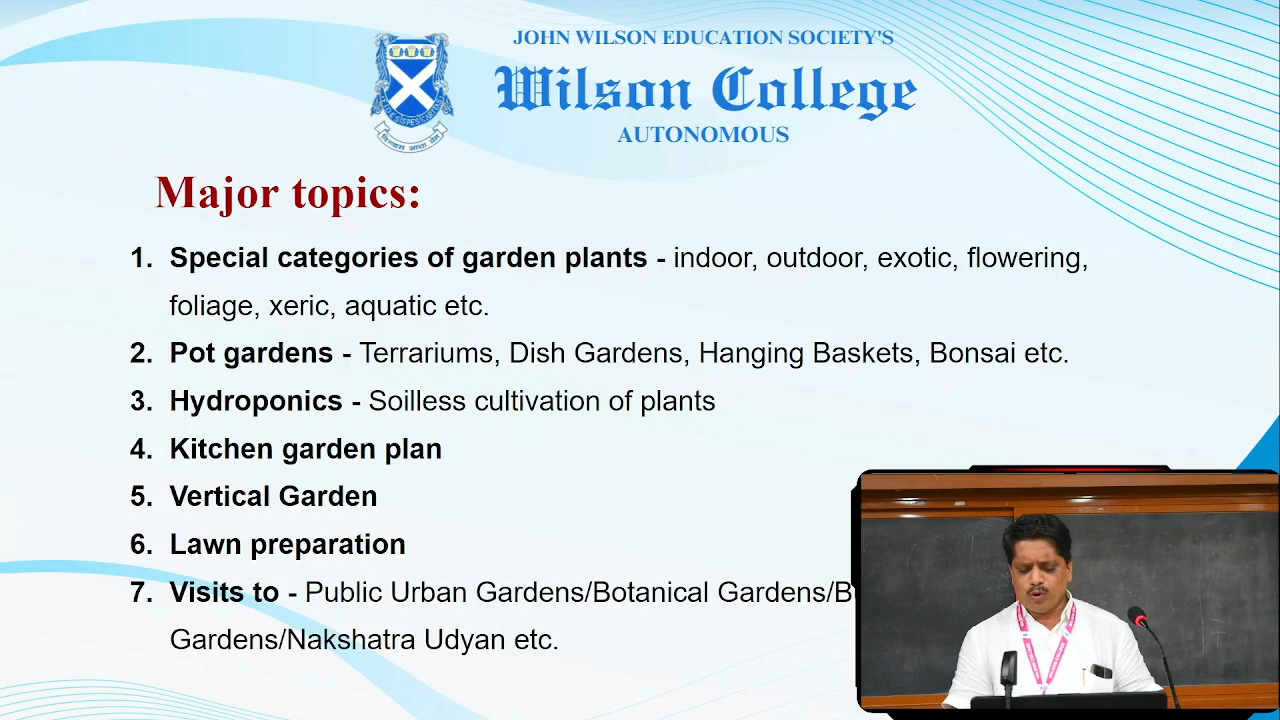 JOHN WILSON EDUCATION SOCIETY'S
Wilson College
AUTONOMOUS
विश्वास आशा प्रेम
Major topics:
1. Special categories of garden plants - indoor, outdoor, exotic, flowering,
foliage, xeric, aquatic etc.
2. Pot gardens - Terrariums, Dish Gardens, Hanging Baskets, Bonsai etc.
3. Hydroponics - Soilless cultivation of plants
4. Kitchen garden plan
5. Vertical Garden
6. Lawn preparation
7. Visits to - Public Urban Gardens/Botanical Gardens/B
Gardens/Nakshatra Udyan etc.